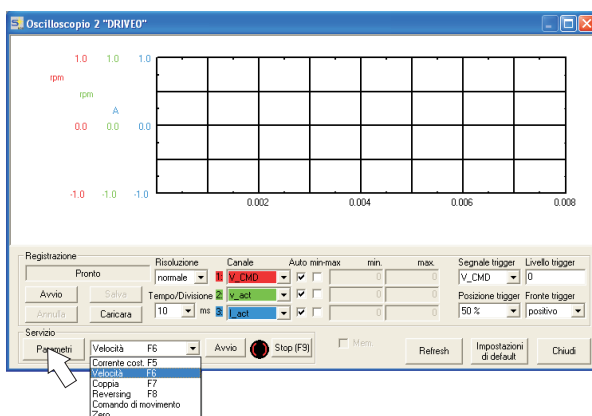 Oscilloscopio 2 "DRIVE0"
1.0 1.0 1.0
rpm
rpm
A
0.0 0.0 0.0
-1.0 -1.0 -1.0
0.002 0.004 0.006 0.008
Registrazione
Pronto
Avvio Salva
Annulla Caricara
Risoluzione
normale
Tempo/Divisione
10 ms
Canale Auto min-max min. max.
1: V_CMD 0 0
2: v_act 0 0
3: I_act 0 0
Segnale trigger Livello trigger
V_CMD 0
Posizione trigger Fronte trigger
50 % positivo
Servizio
Parametri Velocità F6 Avvio Stop (F9) Mem. Refresh Impostazioni di default Chiudi
Corrente cost. F5
Velocità F6
Coppia F7
Reversing F8
Comando di movimento
Zero